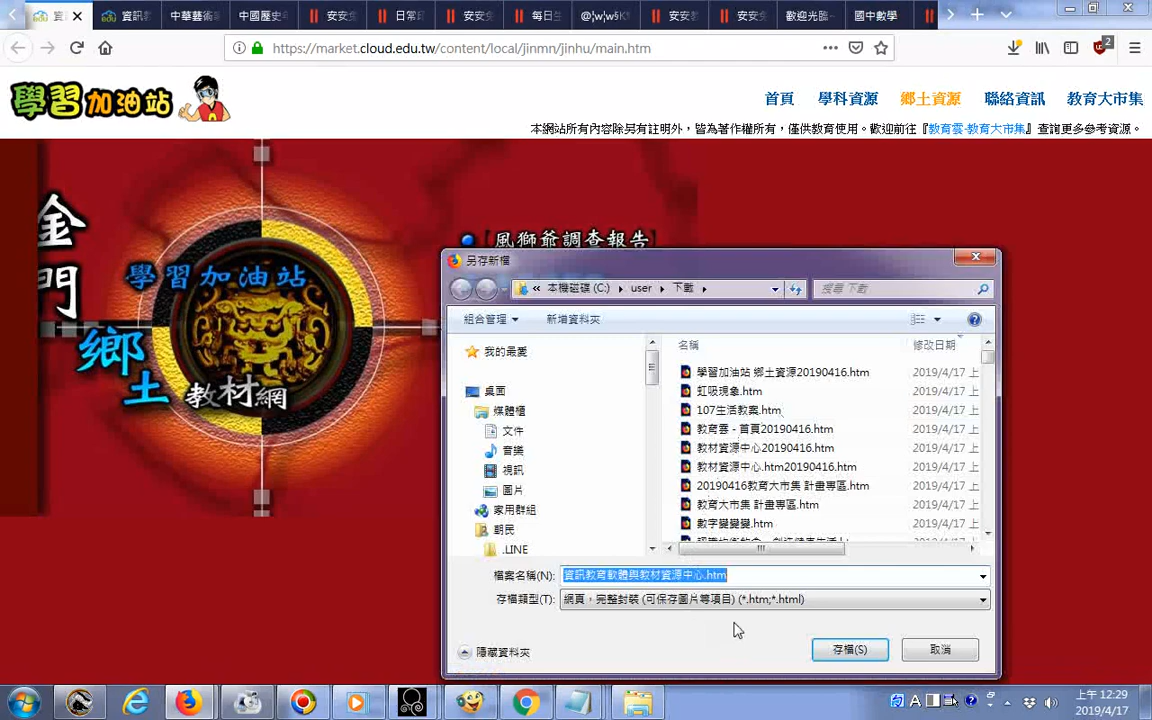 資訊教
中華藝術
中國歷史
安安免
日常
安安免
每日生
@¦w¦w§K
安安教
安安免
歡迎光臨
國中數學
https://market.cloud.edu.tw/content/local/jinmn/jinhu/main.htm
2
學習加油站
首頁
學科資源
鄉土資源
聯絡資訊
教育大市集
本網站所有內容除另有註明外,皆為著作權所有,僅供教育使用。歡迎前往『教育雲-教育大市集』查詢更多參考資源。
金門
學習加油站
鄉土教材網
風獅爺調查報告
另存新檔
« 本機磁碟 (C:) ▸ user ▸ 下載 ▸
搜尋 下載
組合管理
新增資料夾
我的最愛
桌面
媒體櫃
文件
音樂
視訊
圖片
家用群組
朝民
.LINE
名稱
修改日期
學習加油站 鄉土資源20190416.htm 2019/4/17 上
虹吸現象.htm 2019/4/17 上
107生活教案.htm 2019/4/17 上
教育雲 - 首頁20190416.htm 2019/4/17 上
教材資源中心20190416.htm 2019/4/17 上
教材資源中心.htm20190416.htm 2019/4/17 上
20190416教育大市集 計畫專區.htm 2019/4/17 上
教育大市集 計畫專區.htm 2019/4/17 上
數字變變變.htm 2019/4/17 上
檔案名稱(N): 資訊教育軟體與教材資源中心.htm
存檔類型(T): 網頁,完整封裝 (可保存圖片等項目) (*.htm;*.html)
隱藏資料夾
存檔(S)
取消
上午 12:29
2019/4/17